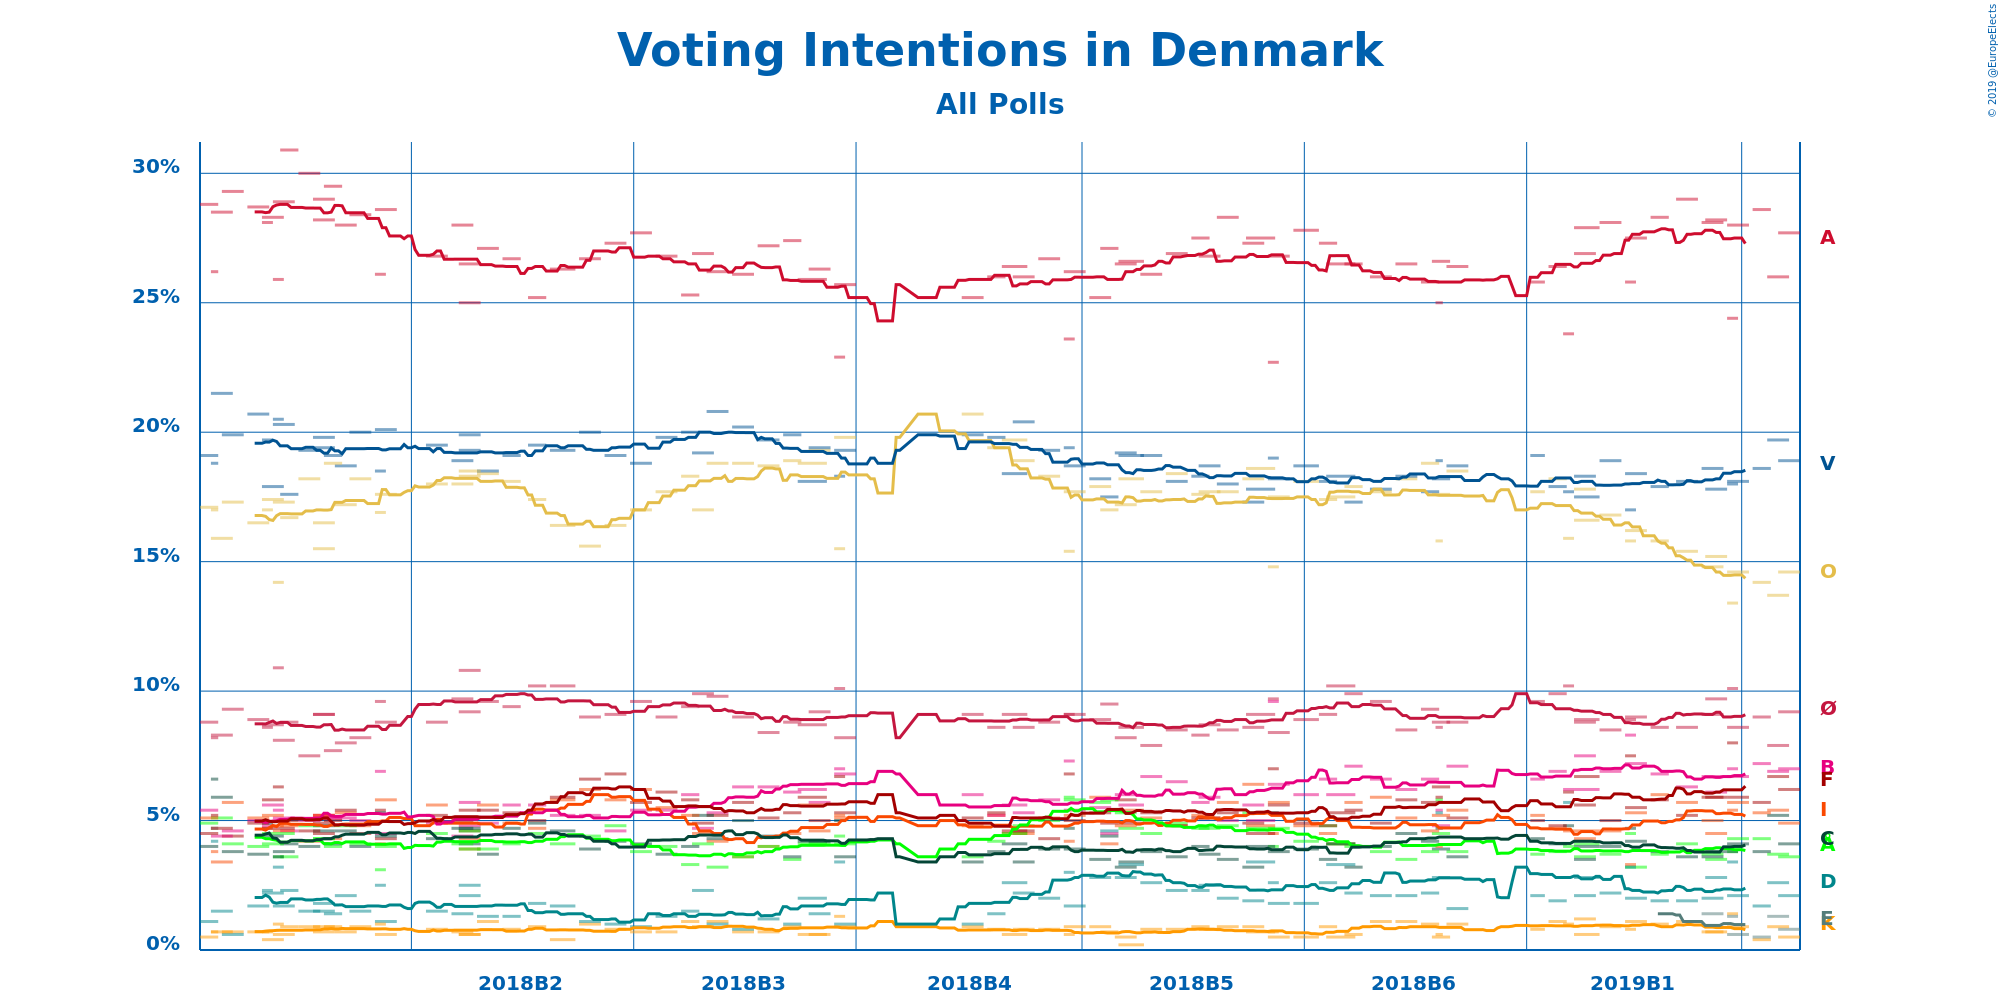 Voting Intentions in Denmark
All Polls
© 2019 @EuropeElects
30%
25%
20%
15%
10%
5%
0%
A
V
O
Ø
B
F
I
C
A
D
E
K
2018B2
2018B3
2018B4
2018B5
2018B6
2019B1